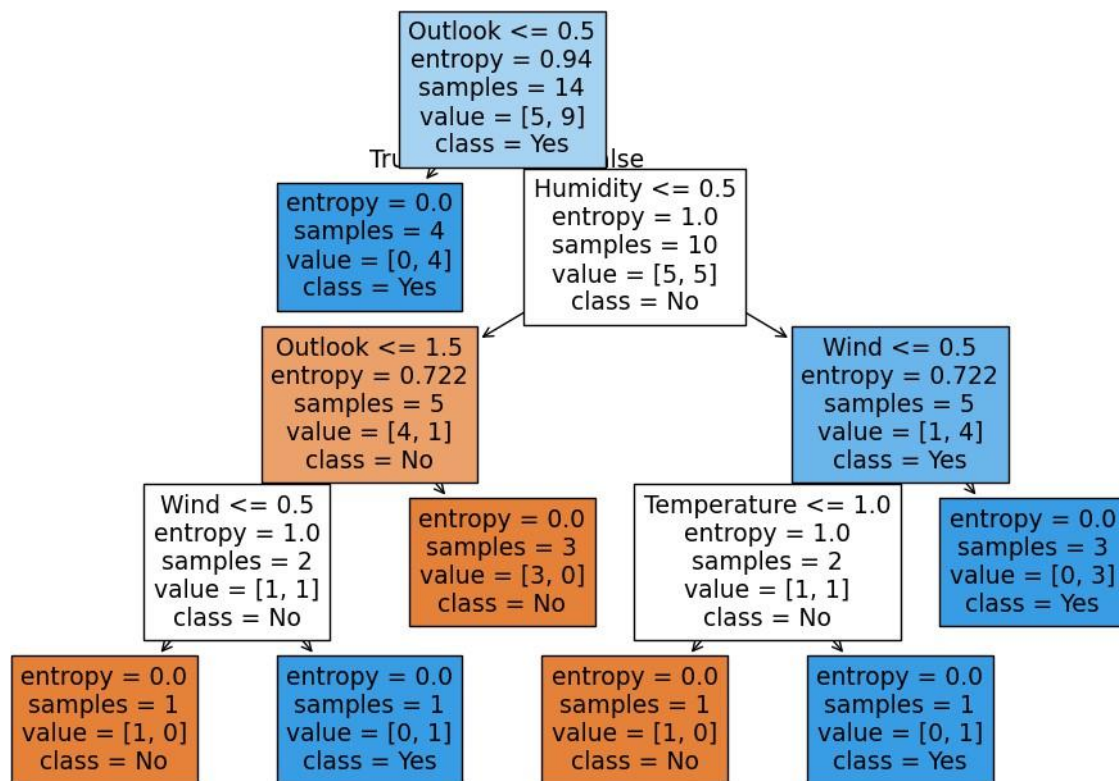 Outlook <= 0.5
entropy = 0.94
samples = 14
value = [5, 9]
class = Yes
Tru
alse
entropy = 0.0
samples = 4
value = [0, 4]
class = Yes
Humidity <= 0.5
entropy = 1.0
samples = 10
value = [5, 5]
class = No
Outlook <= 1.5
entropy = 0.722
samples = 5
value = [4, 1]
class = No
Wind <= 0.5
entropy = 0.722
samples = 5
value = [1, 4]
class = Yes
Wind <= 0.5
entropy = 1.0
samples = 2
value = [1, 1]
class = No
entropy = 0.0
samples = 3
value = [3, 0]
class = No
Temperature <= 1.0
entropy = 1.0
samples = 2
value = [1, 1]
class = No
entropy = 0.0
samples = 3
value = [0, 3]
class = Yes
entropy = 0.0
samples = 1
value = [1, 0]
class = No
entropy = 0.0
samples = 1
value = [0, 1]
class = Yes
entropy = 0.0
samples = 1
value = [1, 0]
class = No
entropy = 0.0
samples = 1
value = [0, 1]
class = Yes